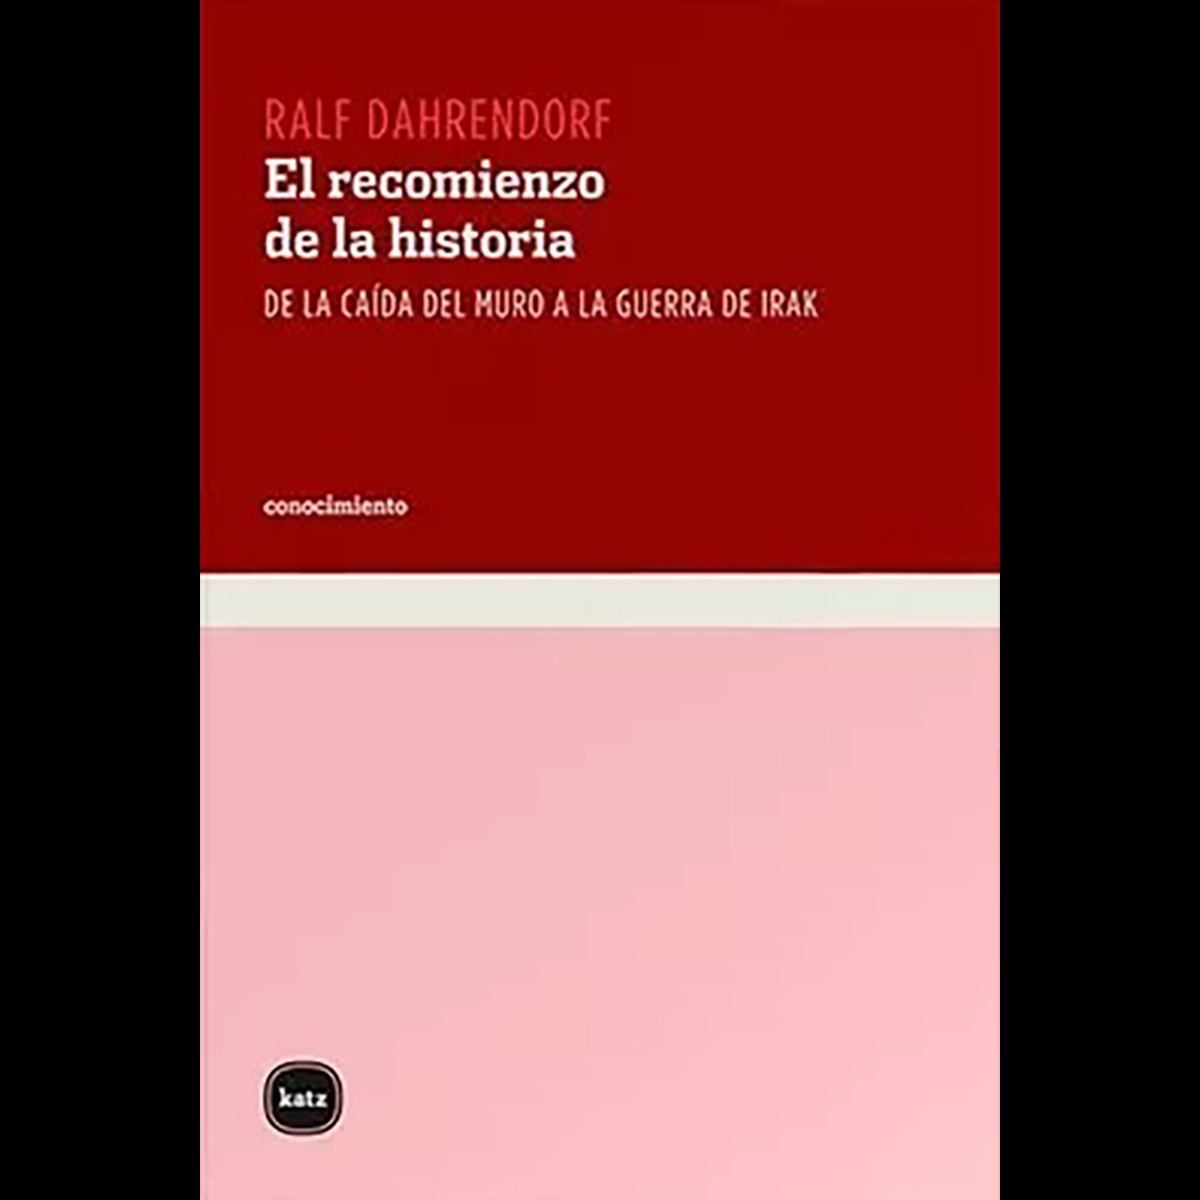 RALF DAHRENDORF
El recomienzo
de la historia
DE LA CAÍDA DEL MURO A LA GUERRA DE IRAK
conocimiento
katz